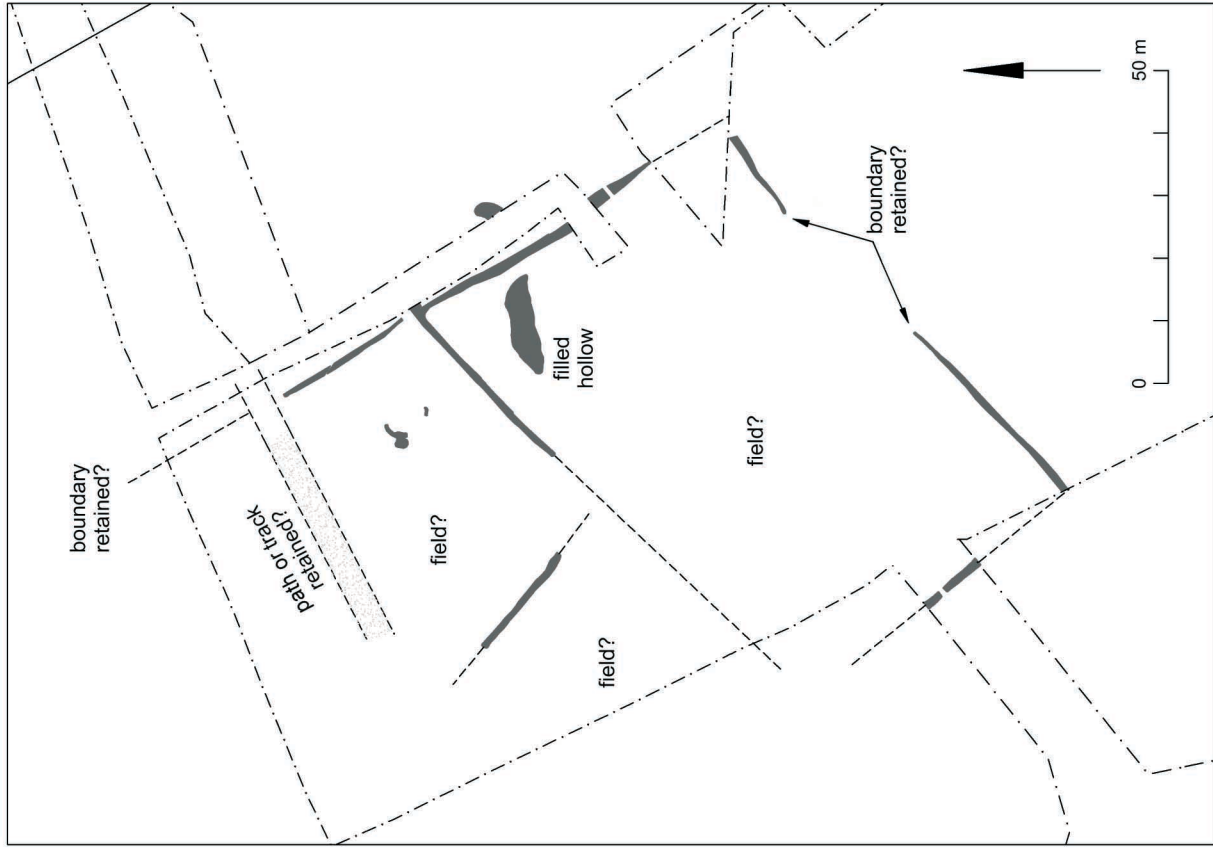 boundary
retained?
path or track
retained?
field?
field?
filled
hollow
field?
boundary
retained?
0
50 m